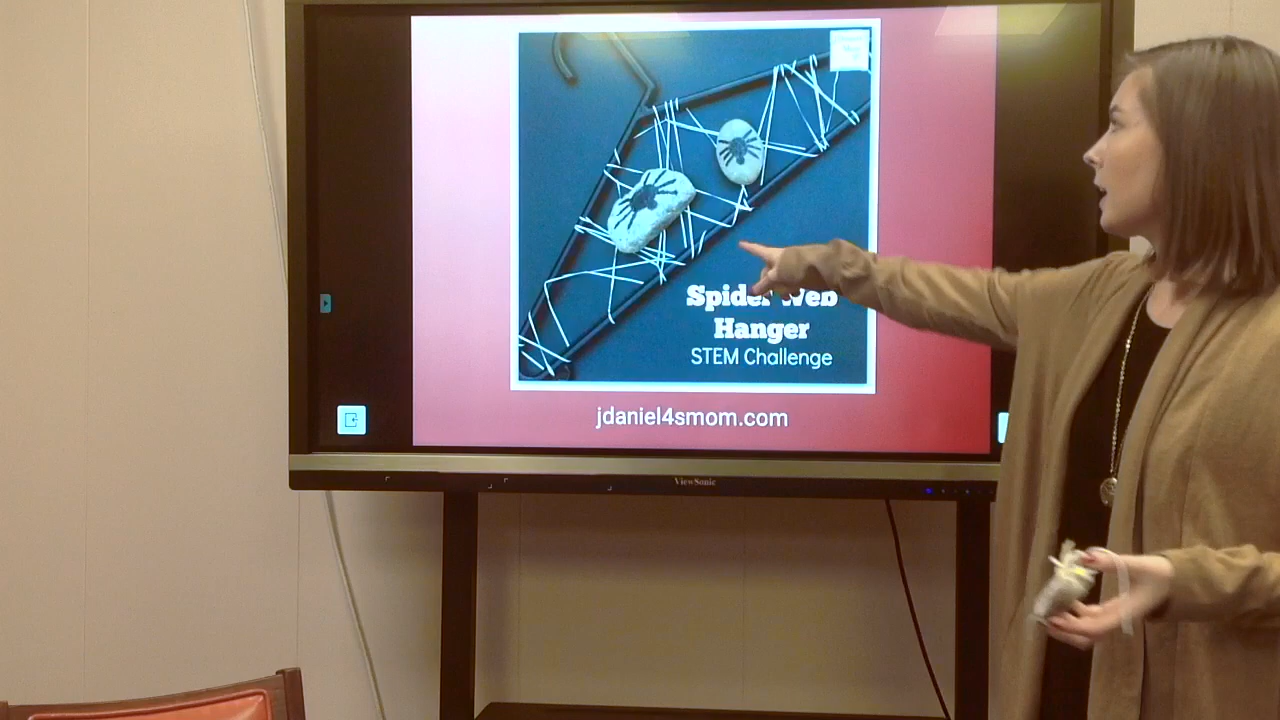 Spider Web
Hanger
STEM Challenge
jdaniel4smom.com
ViewSonic